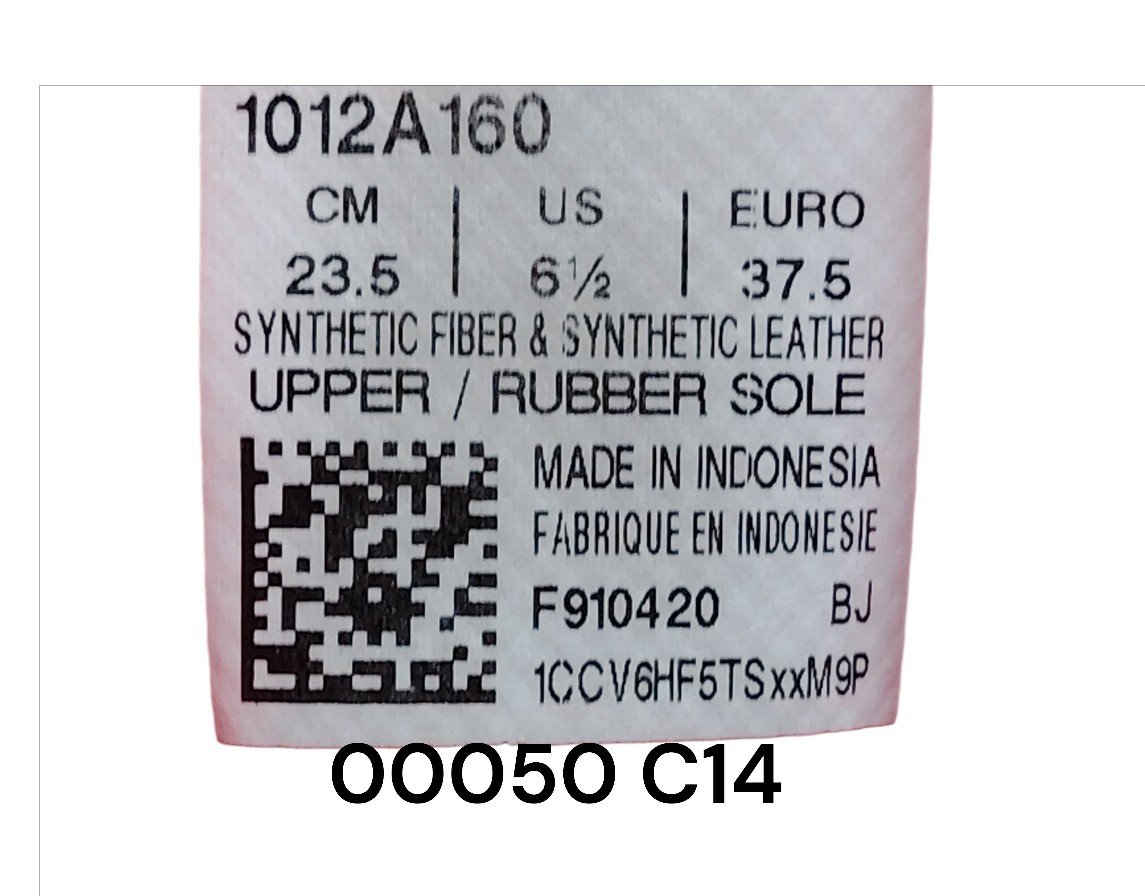 1012A160
CM | US | EURO
23.5 | 6½ | 37.5
SYNTHETIC FIBER & SYNTHETIC LEATHER
UPPER / RUBBER SOLE
MADE IN INDONESIA
FABRIQUE EN INDONESIE
F910420 BJ
1CCV6HF5TSxxM9P
00050 C14